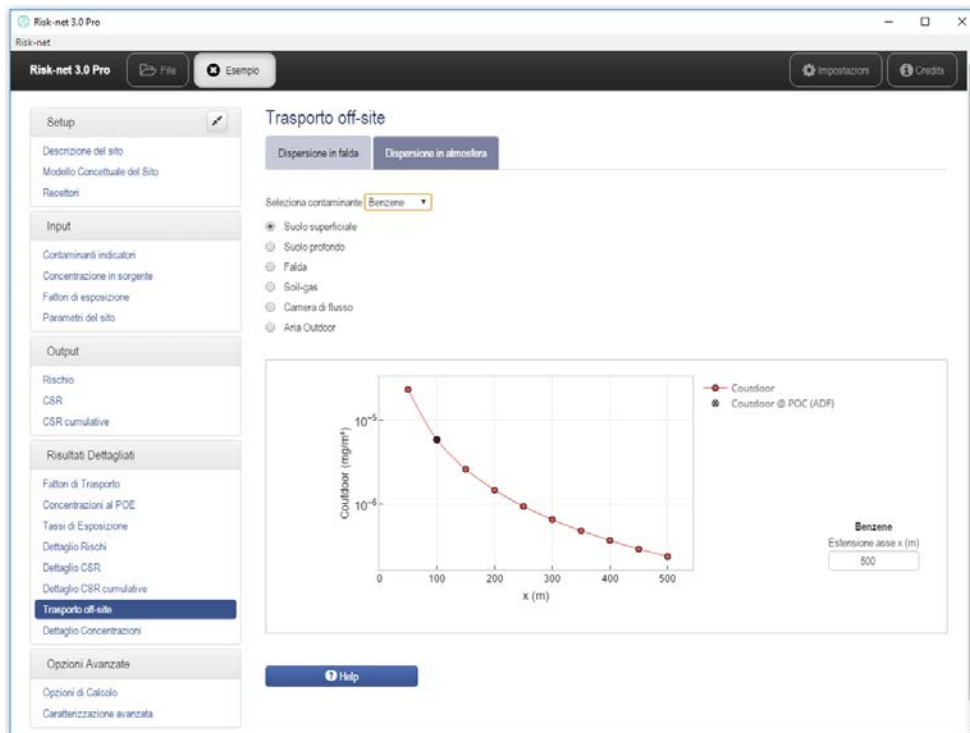 Risk-net 3.0 Pro
Risk-net
Risk-net 3.0 Pro
File
Esempio
Impostazioni
Credits
Setup
Descrizione del sito
Modello Concettuale del Sito
Recettori
Input
Contaminanti indicatori
Concentrazione in sorgente
Fattori di esposizione
Parametri del sito
Output
Rischio
CSR
CSR cumulative
Risultati Dettagliati
Fattori di Trasporto
Concentrazioni al POE
Tassi di Esposizione
Dettaglio Rischi
Dettaglio CSR
Dettaglio CSR cumulative
Trasporto off-site
Dettaglio Concentrazioni
Opzioni Avanzate
Opzioni di Calcolo
Caratterizzazione avanzata
Trasporto off-site
Dispersione in falda
Dispersione in atmosfera
Seleziona contaminante Benzene
Suolo superficiale
Suolo profondo
Falda
Soil-gas
Camera di flusso
Aria Outdoor
Coutdoor (mg/m³)
10⁻⁵
10⁻⁶
0 100 200 300 400 500
x (m)
Coutdoor
Coutdoor @ POC (ADF)
Benzene
Estensione asse x (m)
500
Help